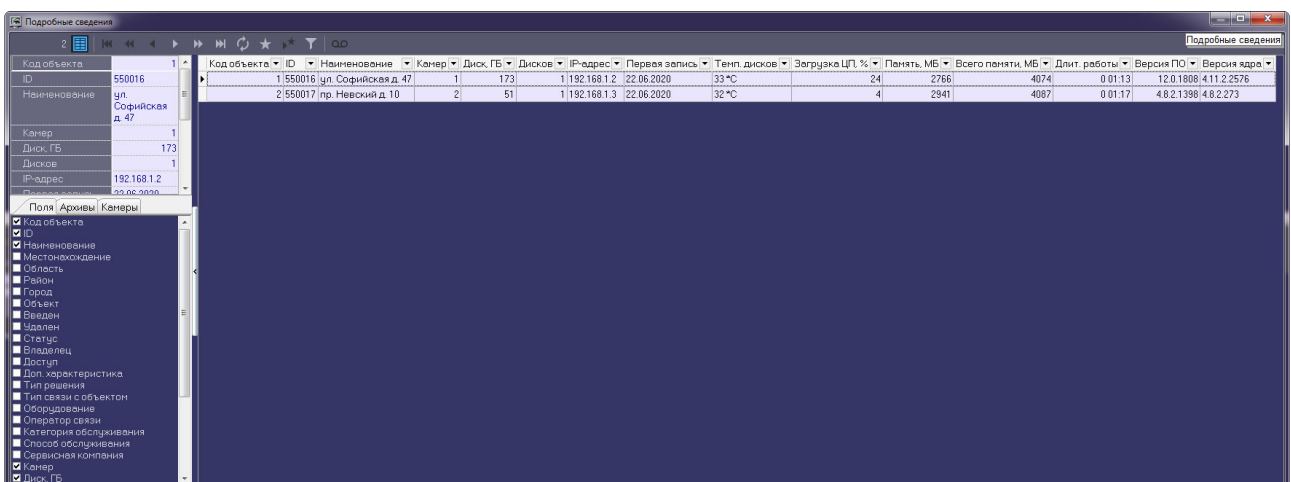 Подробные сведения
2
Подробные сведения
Код объекта 1
ID 550016
Наименование ул. Софийская д. 47
Камер 1
Диск, ГБ 173
Дисков 1
IP-адрес 192.168.1.2
Первая запись 22.06.2020
Поля Архивы Камеры
Код объекта
ID
Наименование
Местонахождение
Область
Район
Город
Объект
Введен
Удален
Статус
Владелец
Доступ
Доп. характеристика
Тип решения
Тип связи с объектом
Оборудование
Оператор связи
Категория обслуживания
Способ обслуживания
Сервисная компания
Камер
Диск, ГБ
Код объекта ID Наименование Камер Диск, ГБ Дисков IP-адрес Первая запись Темп. дисков Загрузка ЦП, % Память, МБ Всего памяти, МБ Длит. работы Версия ПО Версия ядра
1 550016 ул. Софийская д. 47 1 173 1 192.168.1.2 22.06.2020 33 °C 24 2766 4074 0 01:13 12.0.1808 4.11.2.2576
2 550017 пр. Невский д. 10 2 51 1 192.168.1.3 22.06.2020 32 °C 4 2941 4087 0 01:17 4.8.2.1398 4.8.2.273